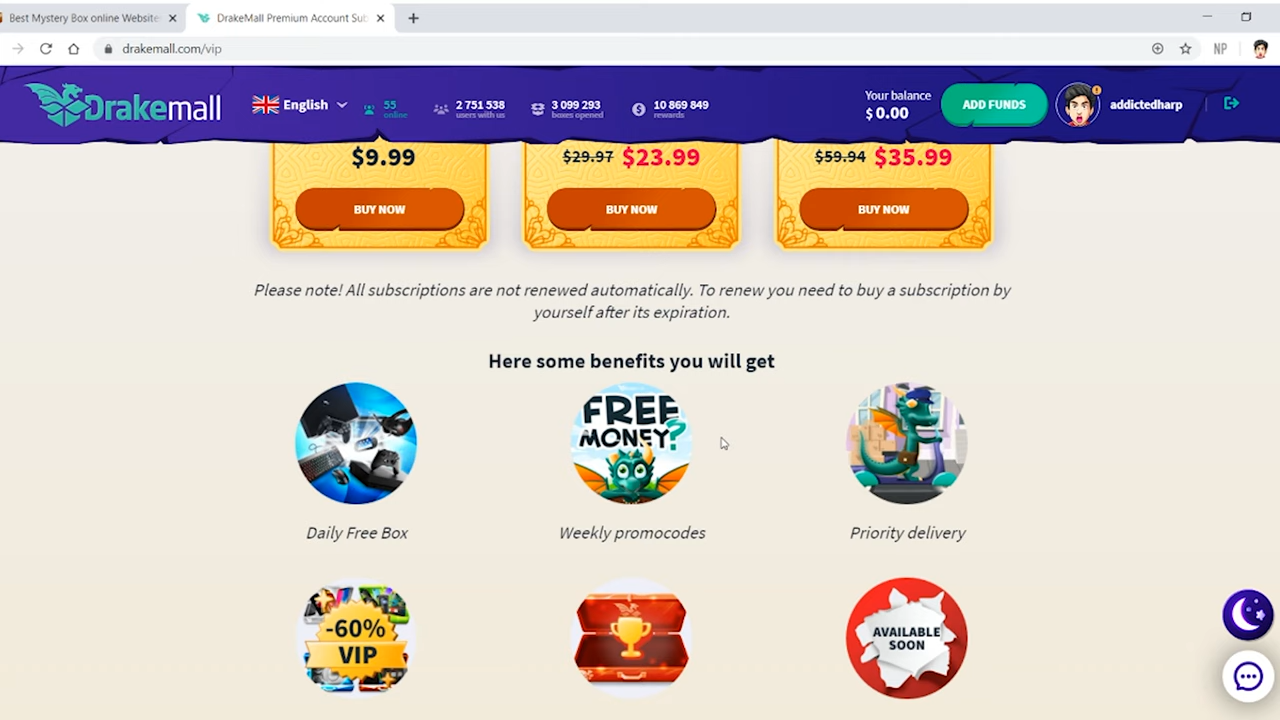 Best Mystery Box online Website
DrakeMall Premium Account Sub
drakemall.com/vip
NP
Drakemall
English
55
online
2 751 538
users with us
3 099 293
boxes opened
10 869 849
rewards
Your balance
$ 0.00
ADD FUNDS
addictedharp
$9.99
$29.97 $23.99
$59.94 $35.99
BUY NOW
BUY NOW
BUY NOW
Please note! All subscriptions are not renewed automatically. To renew you need to buy a subscription by
yourself after its expiration.
Here some benefits you will get
FREE
MONEY?
Daily Free Box
Weekly promocodes
Priority delivery
-60%
VIP
AVAILABLE
SOON